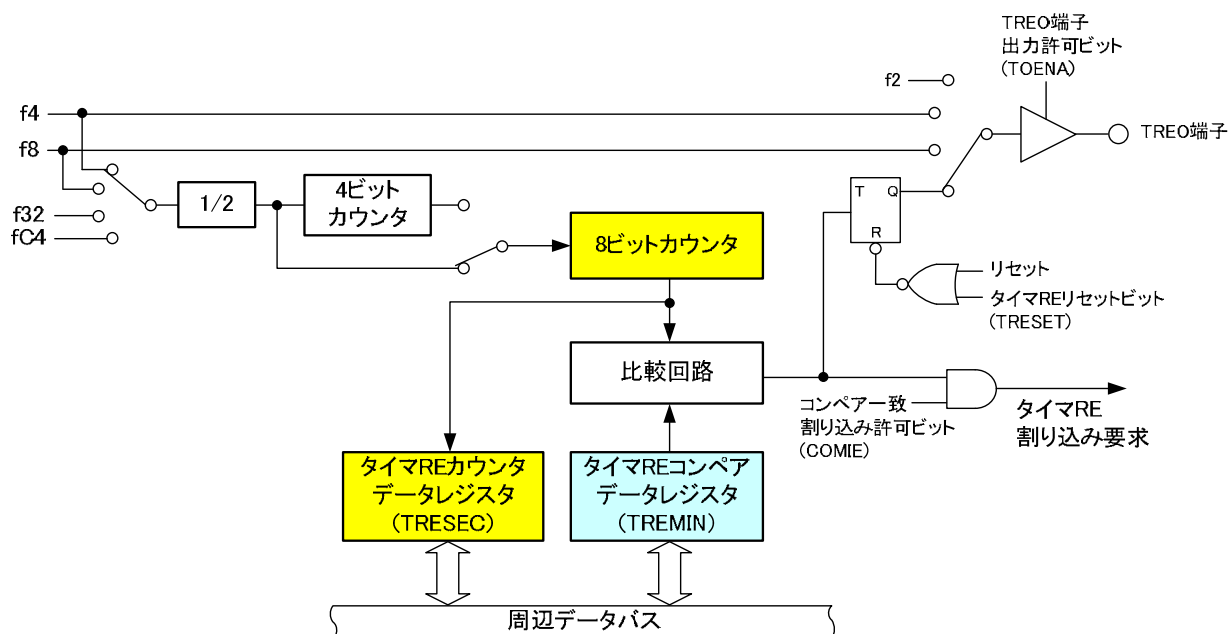 TREO端子
出力許可ビット
(TOENA)
f2
f4
TREO端子
f8
1/2
4ビット
カウンタ
T Q
R
f32
fC4
8ビットカウンタ
リセット
タイマREリセットビット
(TRESET)
比較回路
コンペア一致
割り込み許可ビット
(COMIE)
タイマRE
割り込み要求
タイマREカウンタ
データレジスタ
(TRESEC)
タイマREコンペア
データレジスタ
(TREMIN)
周辺データバス